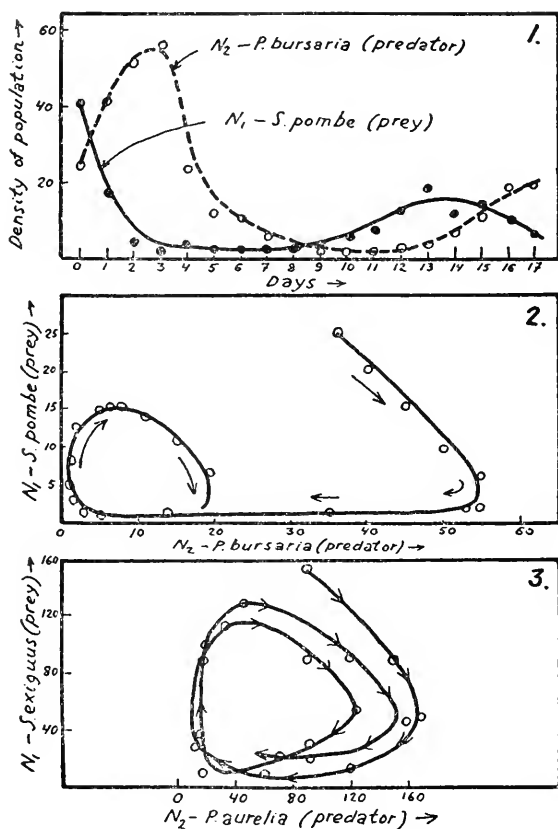 1.
N₂-P. bursaria (predator)
N₁-S. pombe (prey)
Density of population →
60
40
20
0 1 2 3 4 5 6 7 8 9 10 11 12 13 14 15 16 17
Days →
2.
N₁-S. pombe (prey) →
25
20
15
10
5
0 10 20 30 40 50 60
N₂-P. bursaria (predator) →
3.
N₁-S. exiguus (prey) →
160
120
80
40
0 40 80 120 160
N₂-P. aurelia (predator) →